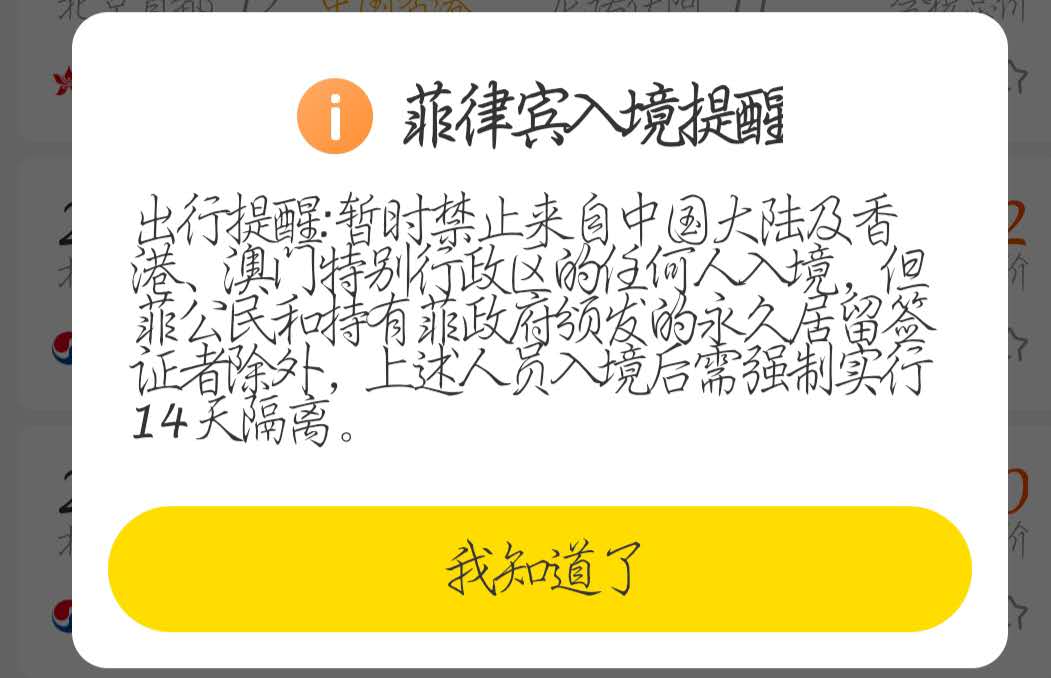 菲律宾入境提醒
出行提醒:暂时禁止来自中国大陆及香
港、澳门特别行政区的任何人入境，但
菲公民和持有菲政府颁发的永久居留签
证者除外，上述人员入境后需强制实行
14天隔离。
我知道了